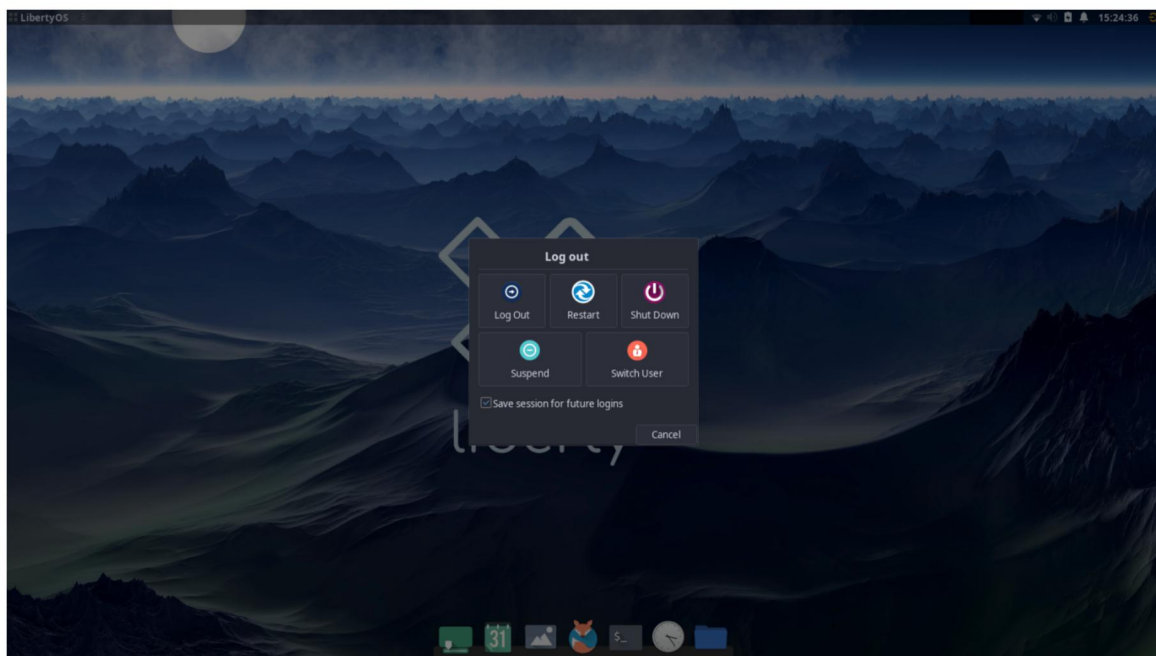 LibertyOS
15:24:36
Log out
Log Out
Restart
Shut Down
Suspend
Switch User
Save session for future logins
Cancel
liberty
31
$_